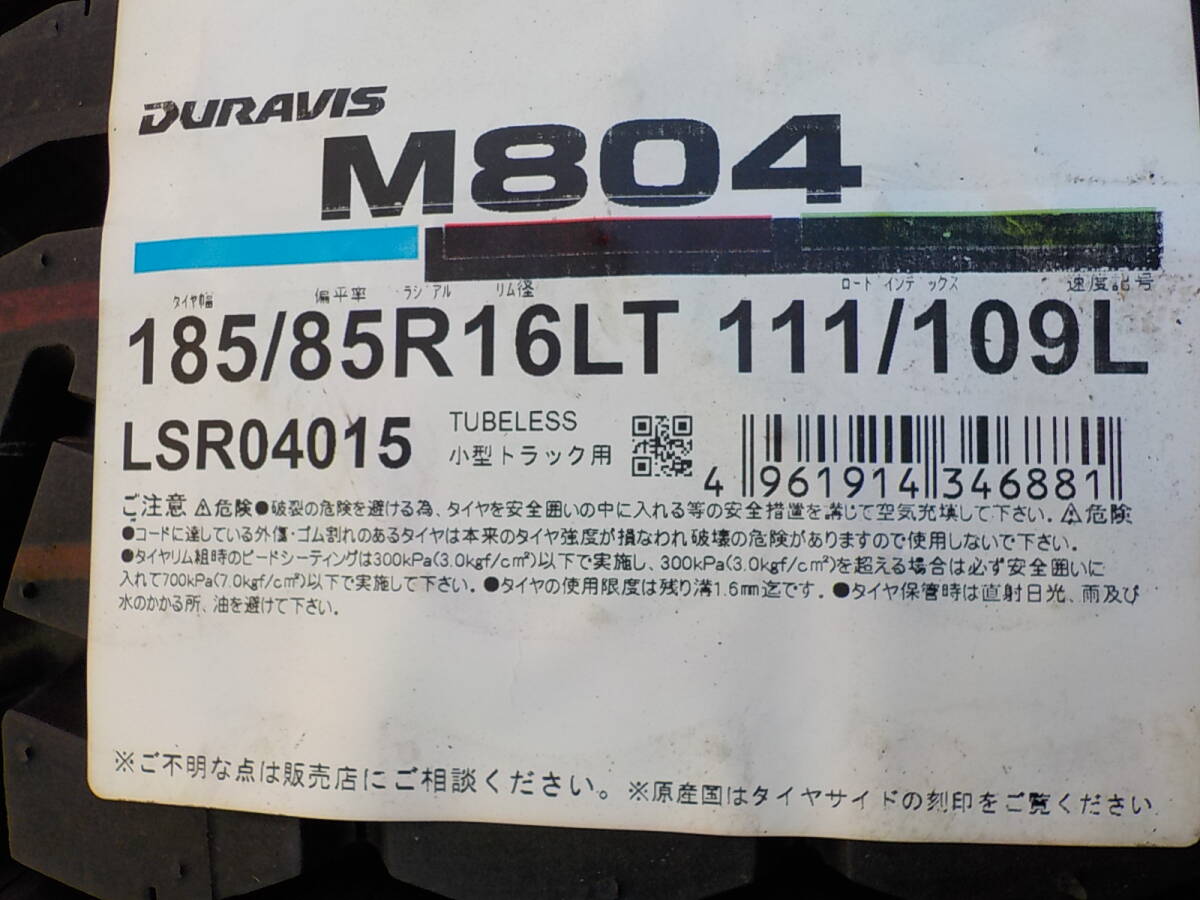 DURAVIS
M804
タイヤ幅 偏平率 ラジアル リム径 ロードインデックス 速度記号
185/85R16LT 111/109L
LSR04015 TUBELESS
小型トラック用
4 961914 346881
ご注意 ⚠危険●破裂の危険を避ける為、タイヤを安全囲いの中に入れる等の安全措置を講じて空気充填して下さい。⚠危険
●コードに達している外傷・ゴム割れのあるタイヤは本来のタイヤ強度が損なわれ破壊の危険がありますので使用しないで下さい。
●タイヤリム組時のビードシーティングは300kPa(3.0kgf/c㎡)以下で実施し、300kPa(3.0kgf/c㎡)を超える場合は必ず安全囲いに
入れて700kPa(7.0kgf/c㎡)以下で実施して下さい。●タイヤの使用限度は残り溝1.6mm迄です。●タイヤ保管時は直射日光、雨及び
水のかかる所、油を避けて下さい。
※ご不明な点は販売店にご相談ください。※原産国はタイヤサイドの刻印をご覧ください